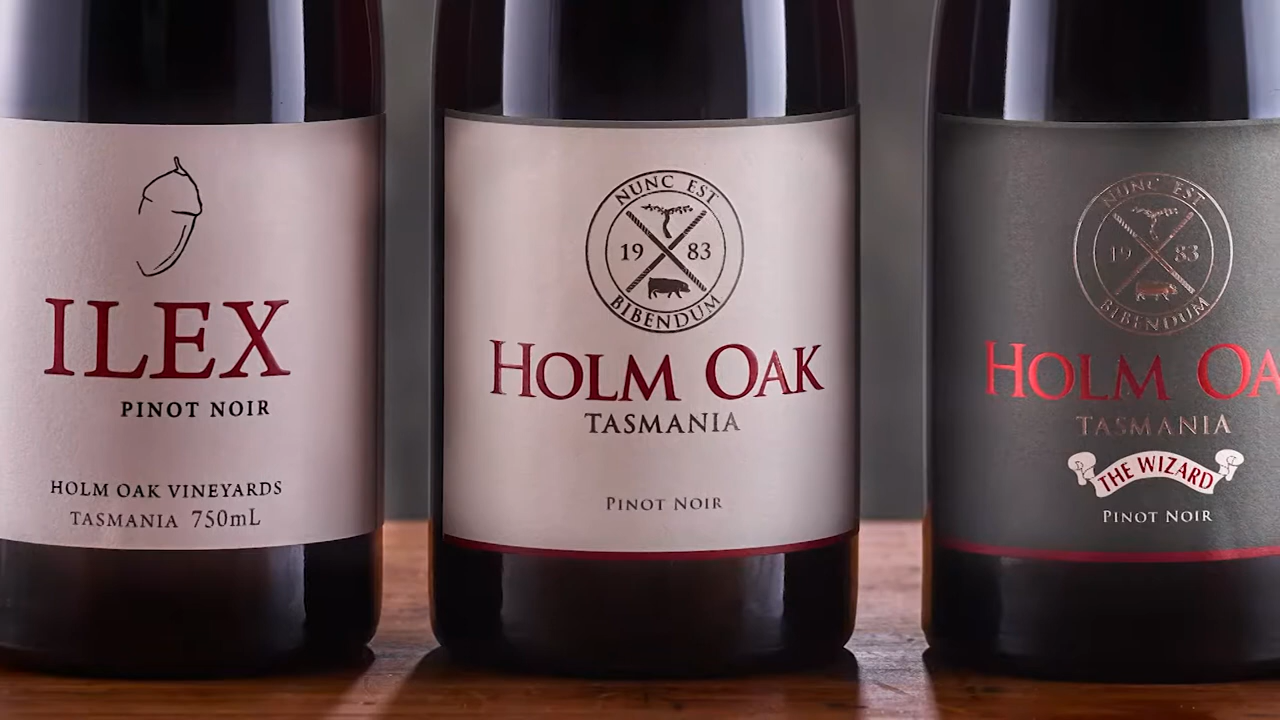 ILEX
PINOT NOIR
HOLM OAK VINEYARDS
TASMANIA 750mL
NUNC EST
19 83
BIBENDUM
HOLM OAK
TASMANIA
PINOT NOIR
NUNC EST
19 83
BIBENDUM
HOLM OA
TASMANIA
THE WIZARD
PINOT NOIR